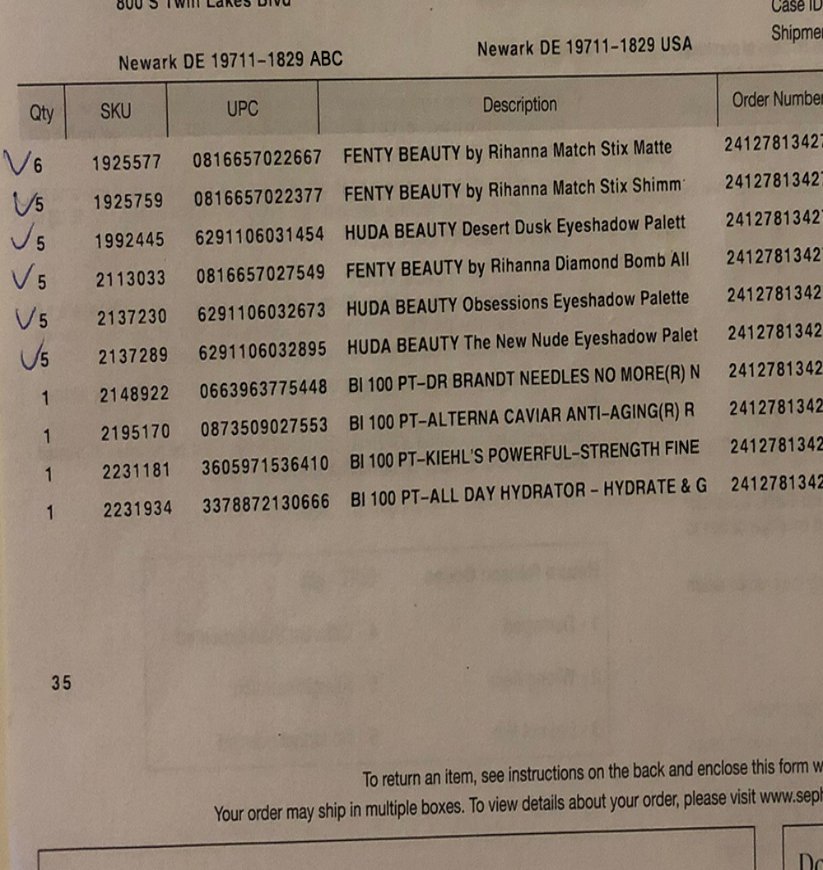 800 S Twin Lakes Blvd
Case ID
Newark DE 19711-1829 ABC Newark DE 19711-1829 USA
Qty SKU UPC Description Order Number
6 1925577 0816657022667 FENTY BEAUTY by Rihanna Match Stix Matte 24127813427
5 1925759 0816657022377 FENTY BEAUTY by Rihanna Match Stix Shimm 24127813427
5 1992445 6291106031454 HUDA BEAUTY Desert Dusk Eyeshadow Palett 24127813427
5 2113033 0816657027549 FENTY BEAUTY by Rihanna Diamond Bomb All 2412781342
5 2137230 6291106032673 HUDA BEAUTY Obsessions Eyeshadow Palette 2412781342
5 2137289 6291106032895 HUDA BEAUTY The New Nude Eyeshadow Palet 2412781342
1 2148922 0663963775448 BI 100 PT-DR BRANDT NEEDLES NO MORE(R) N 2412781342
1 2195170 0873509027553 BI 100 PT-ALTERNA CAVIAR ANTI-AGING(R) R 2412781342
1 2231181 3605971536410 BI 100 PT-KIEHL'S POWERFUL-STRENGTH FINE 2412781342
1 2231934 3378872130666 BI 100 PT-ALL DAY HYDRATOR - HYDRATE & G 2412781342
35
To return an item, see instructions on the back and enclose this form w
Your order may ship in multiple boxes. To view details about your order, please visit www.seph